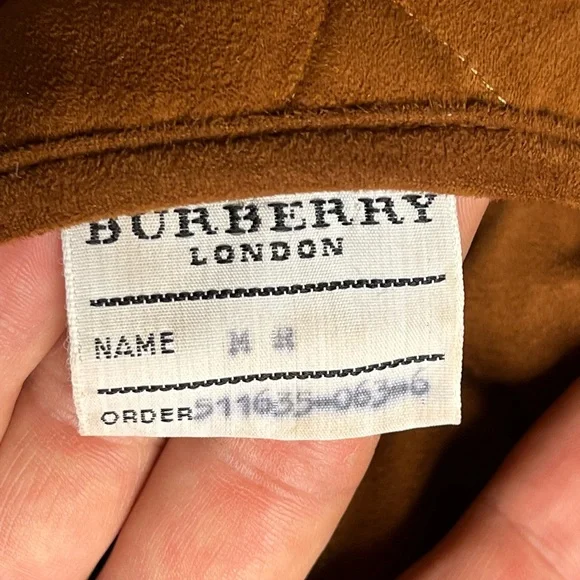 BURBERRY
LONDON
NAME M R
ORDER 511635-063-6